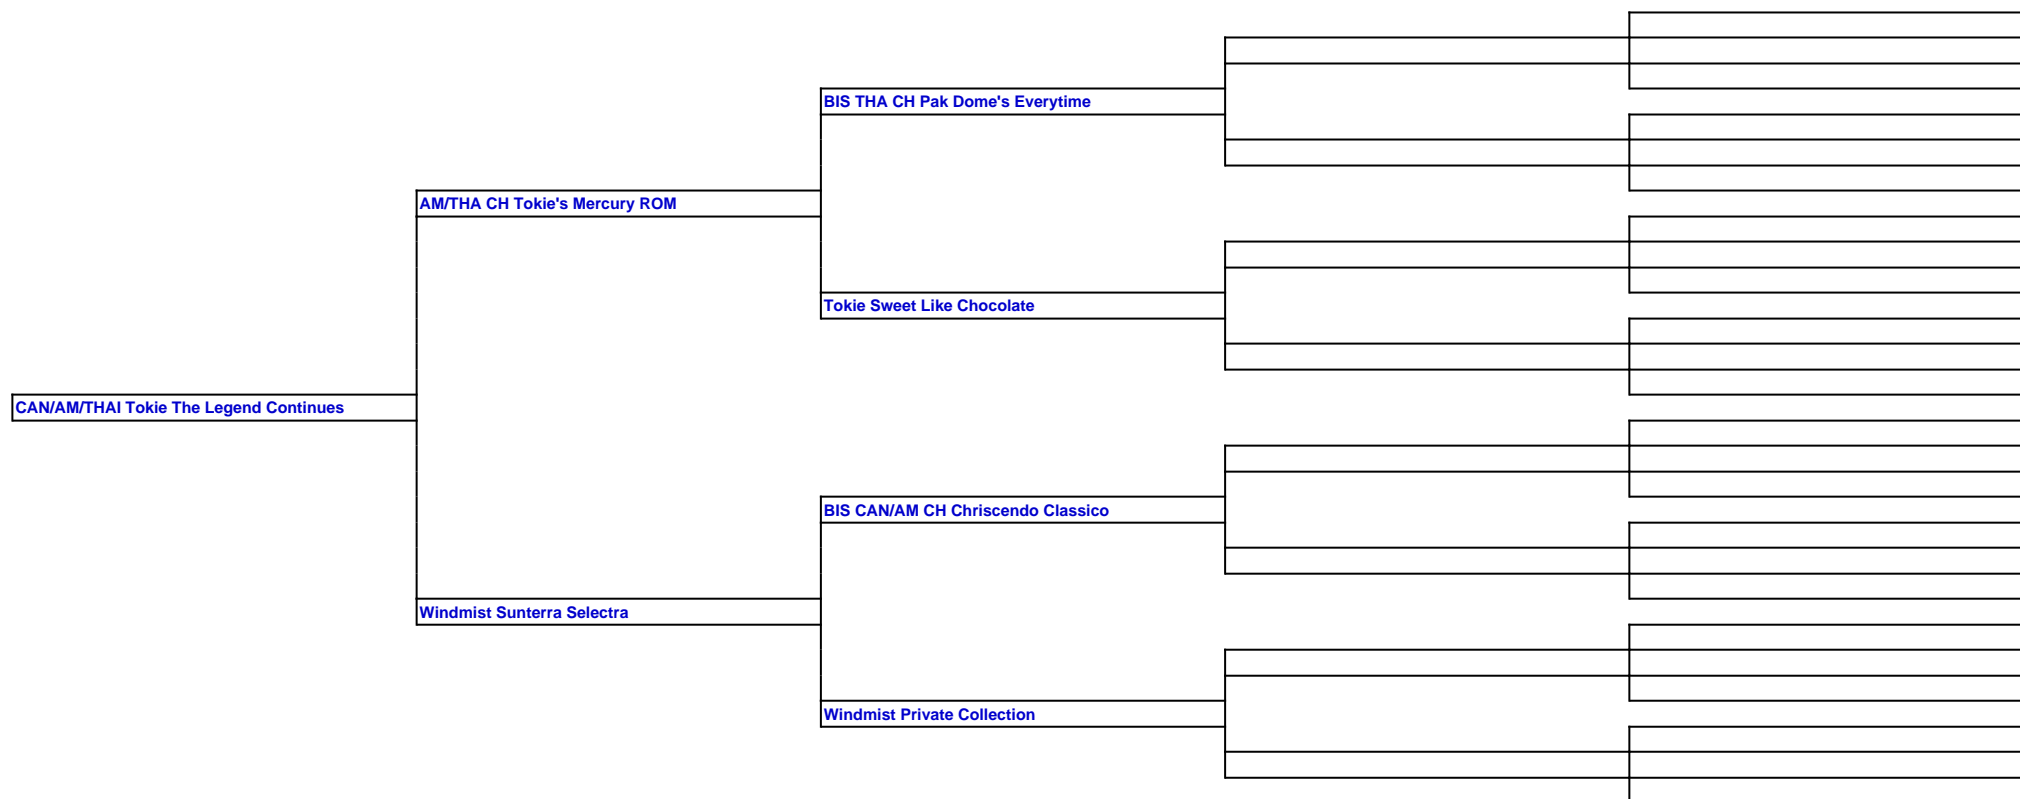 BIS THA CH Pak Dome's Everytime
AM/THA CH Tokie's Mercury ROM
Tokie Sweet Like Chocolate
CAN/AM/THAI Tokie The Legend Continues
BIS CAN/AM CH Chriscendo Classico
Windmist Sunterra Selectra
Windmist Private Collection